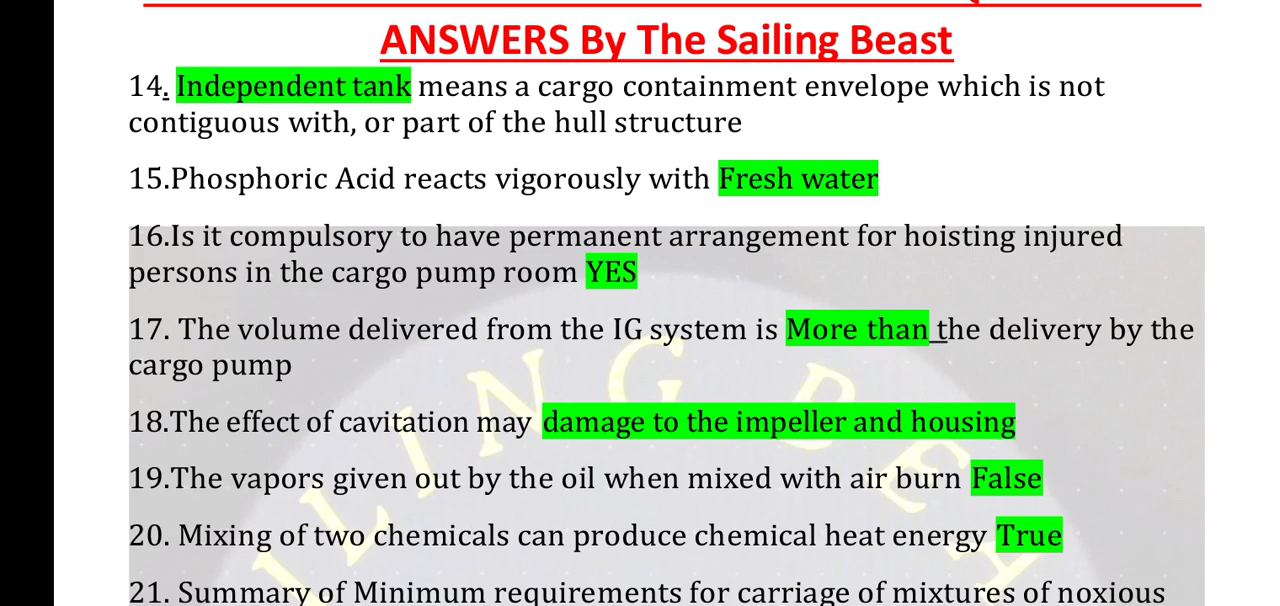 ANSWERS By The Sailing Beast
14. Independent tank means a cargo containment envelope which is not
contiguous with, or part of the hull structure
15.Phosphoric Acid reacts vigorously with Fresh water
16.Is it compulsory to have permanent arrangement for hoisting injured
persons in the cargo pump room YES
17. The volume delivered from the IG system is More than the delivery by the
cargo pump
18.The effect of cavitation may damage to the impeller and housing
19.The vapors given out by the oil when mixed with air burn False
20. Mixing of two chemicals can produce chemical heat energy True
21. Summary of Minimum requirements for carriage of mixtures of noxious